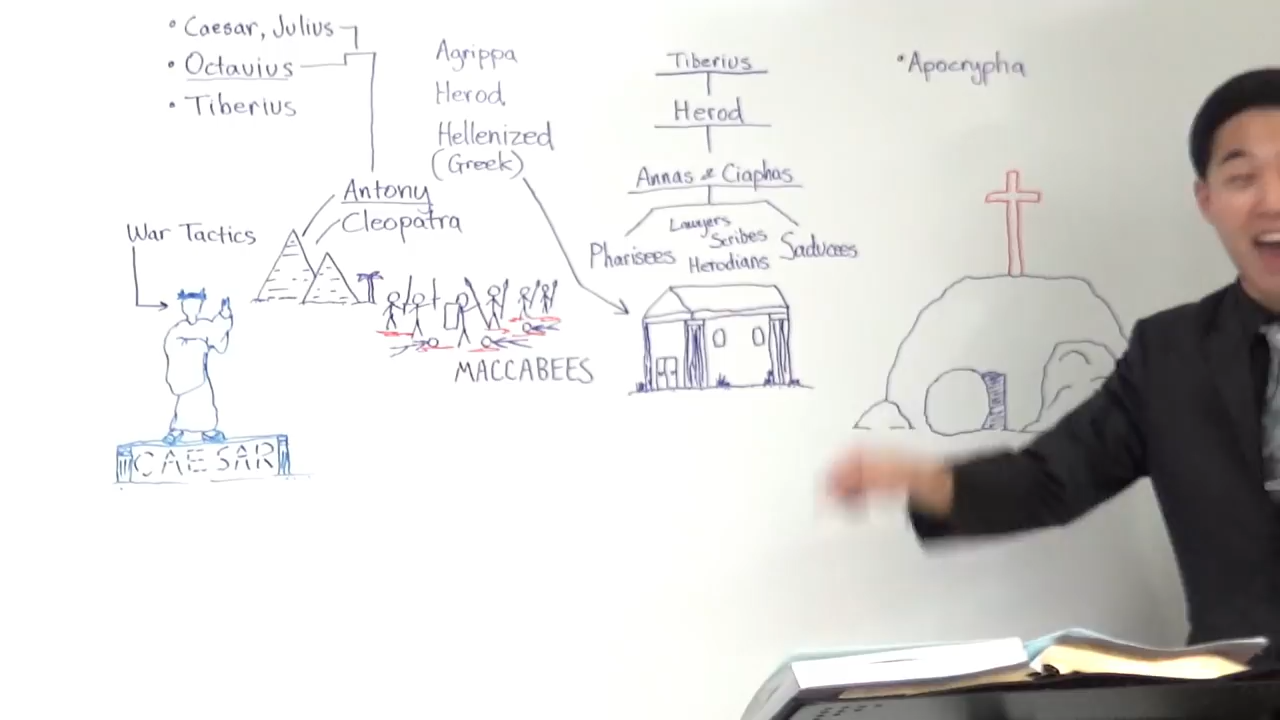 • Caesar, Julius
• Octavius
• Tiberius
Agrippa
Herod
Hellenized
(Greek)
Antony
Cleopatra
War Tactics
CAESAR
MACCABEES
Tiberius
Herod
Annas & Ciaphas
Pharisees
Lawyers
Scribes
Herodians
Saducees
• Apocrypha